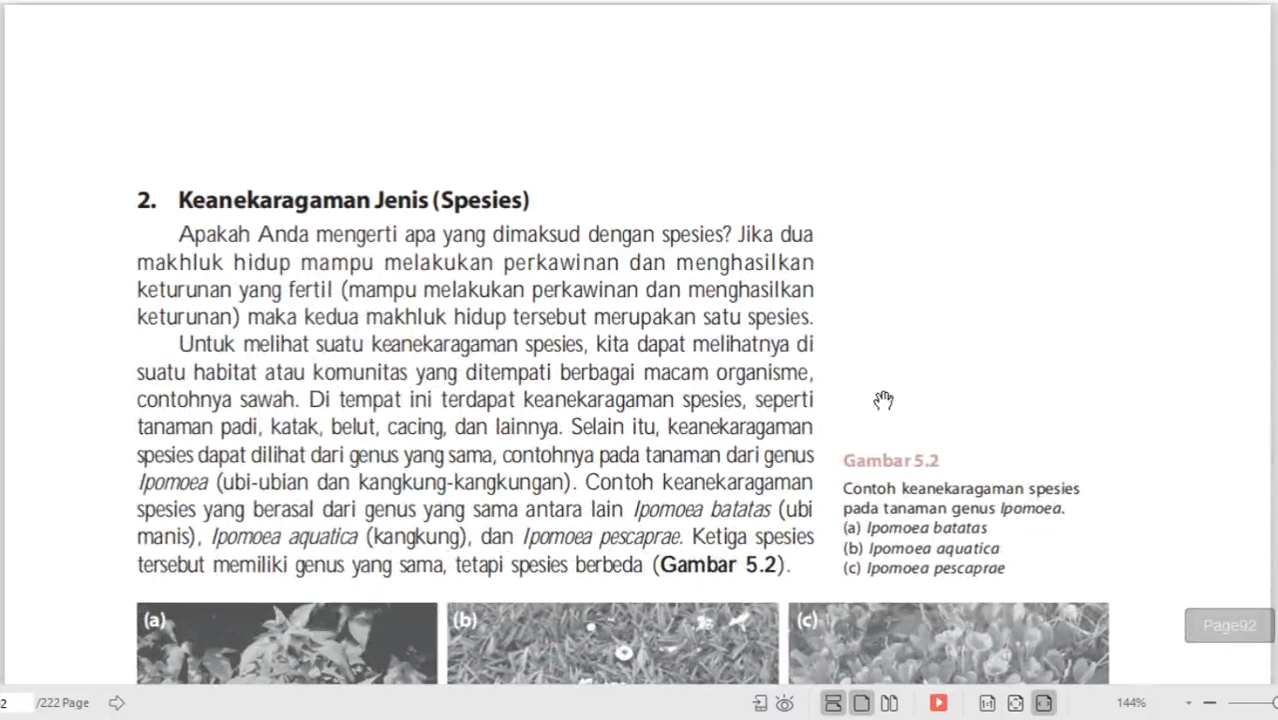 2. Keanekaragaman Jenis (Spesies)
Apakah Anda mengerti apa yang dimaksud dengan spesies? Jika dua
makhluk hidup mampu melakukan perkawinan dan menghasilkan
keturunan yang fertil (mampu melakukan perkawinan dan menghasilkan
keturunan) maka kedua makhluk hidup tersebut merupakan satu spesies.
Untuk melihat suatu keanekaragaman spesies, kita dapat melihatnya di
suatu habitat atau komunitas yang ditempati berbagai macam organisme,
contohnya sawah. Di tempat ini terdapat keanekaragaman spesies, seperti
tanaman padi, katak, belut, cacing, dan lainnya. Selain itu, keanekaragaman
spesies dapat dilihat dari genus yang sama, contohnya pada tanaman dari genus
Ipomoea (ubi-ubian dan kangkung-kangkungan). Contoh keanekaragaman
spesies yang berasal dari genus yang sama antara lain Ipomoea batatas (ubi
manis), Ipomoea aquatica (kangkung), dan Ipomoea pescaprae. Ketiga spesies
tersebut memiliki genus yang sama, tetapi spesies berbeda (Gambar 5.2).
Gambar 5.2
Contoh keanekaragaman spesies
pada tanaman genus Ipomoea.
(a) Ipomoea batatas
(b) Ipomoea aquatica
(c) Ipomoea pescaprae
(a)
(b)
(c)
Page92
2 /222 Page
1:1
144%